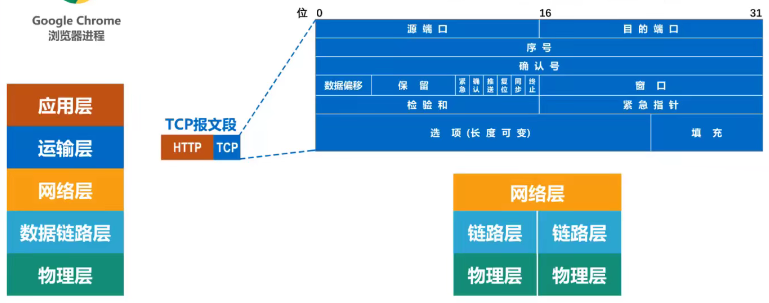 Google Chrome
浏览器进程
应用层
运输层
网络层
数据链路层
物理层
TCP报文段
HTTP TCP
位 0 16 31
源端口 目的端口
序号
确认号
数据偏移 保留 紧急 确认 推送 复位 同步 终止 窗口
检验和 紧急指针
选项(长度可变) 填充
网络层
链路层 链路层
物理层 物理层